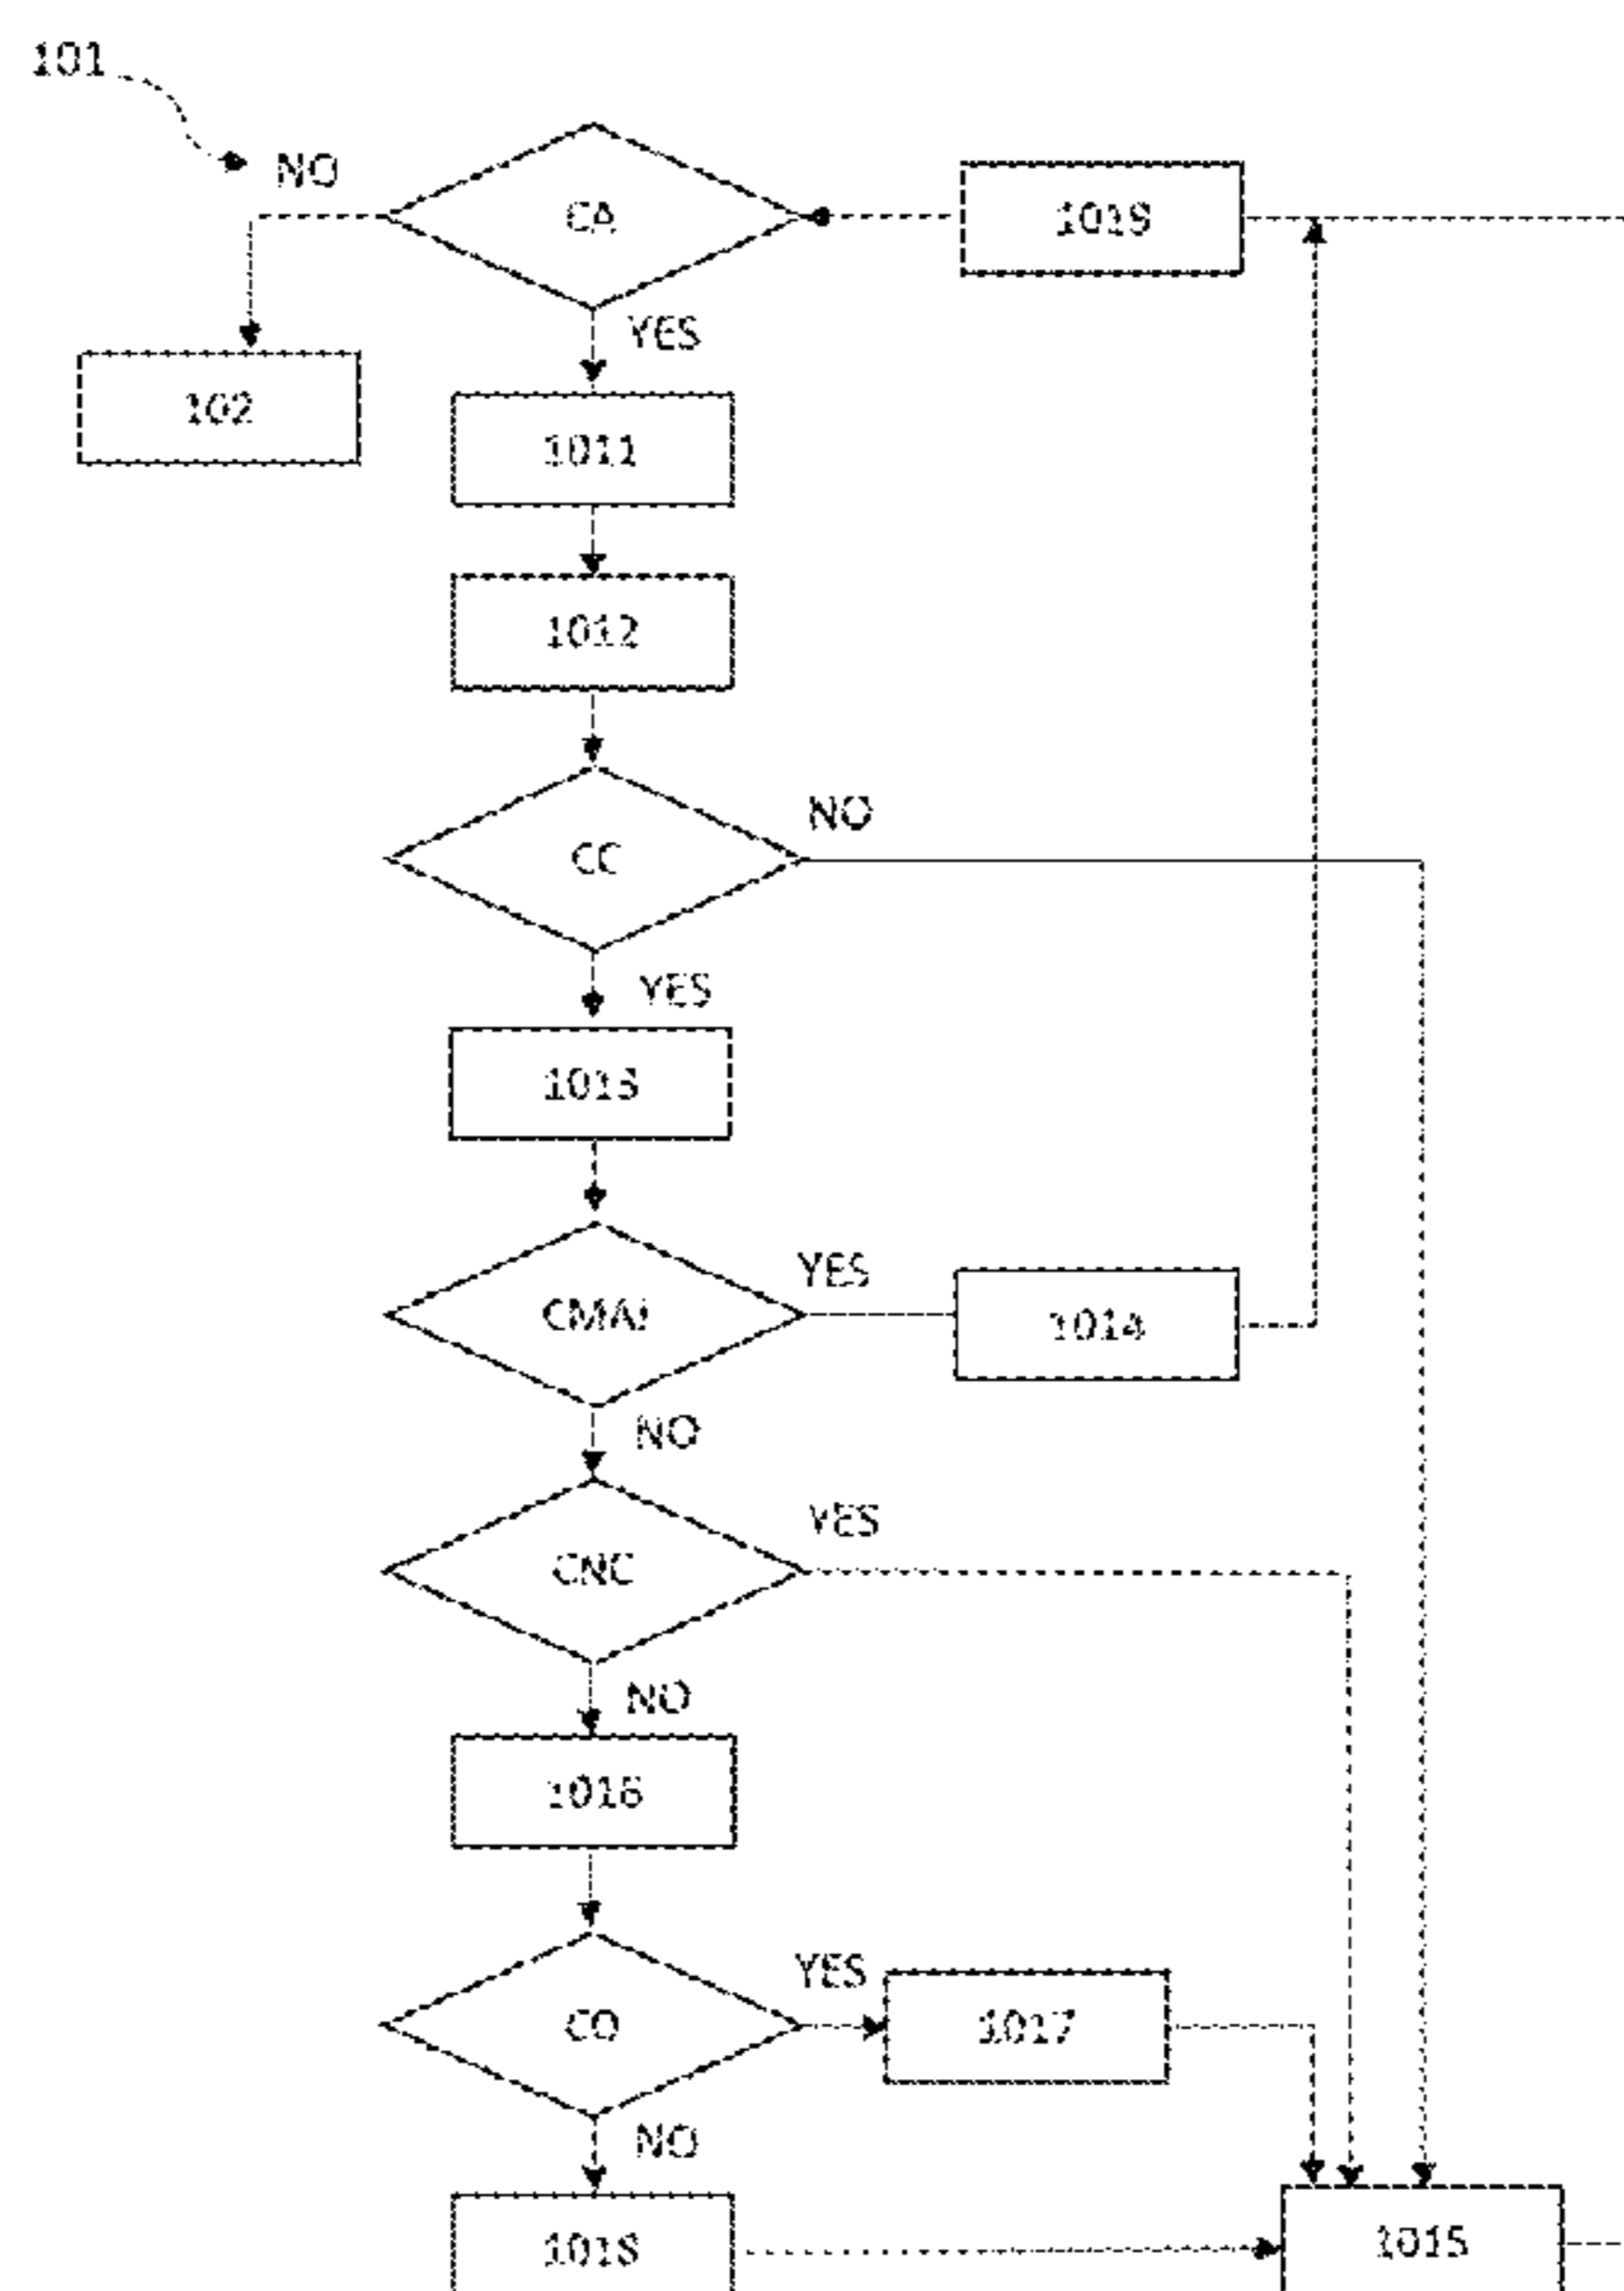 101
NO
CA
1019
YES
102
1011
1012
CC
NO
YES
1013
CMAI
YES
1014
NO
CNC
YES
NO
1016
CO
YES
1017
NO
1018
1015